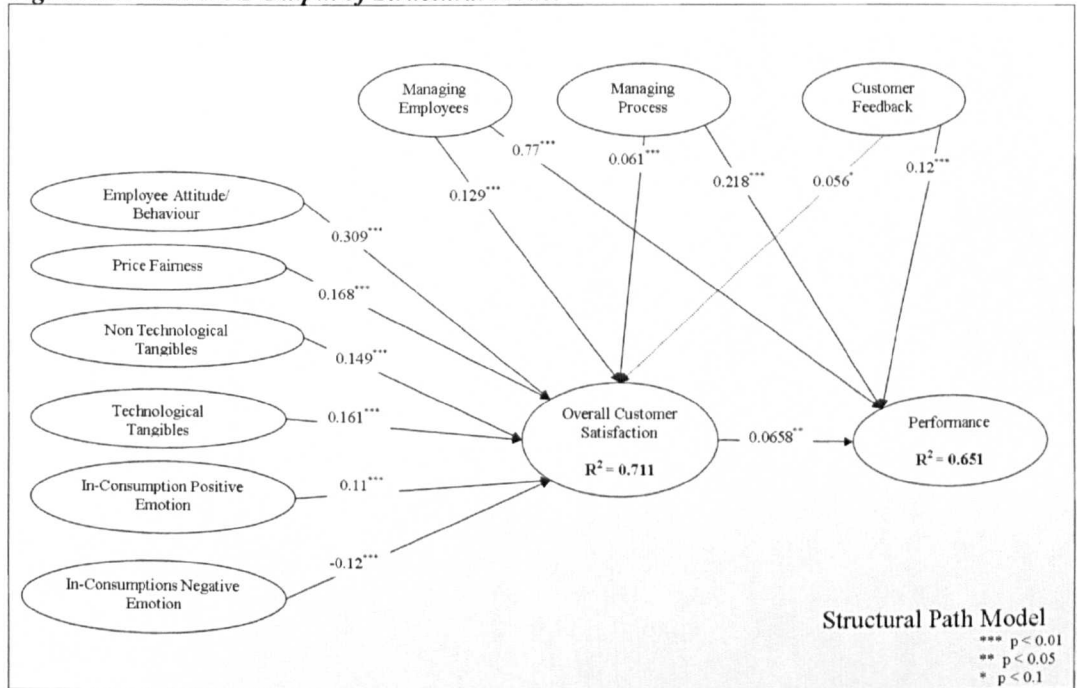 Managing
Employees
Managing
Process
Customer
Feedback
0.77***
0.061***
0.12***
0.129***
0.218***
0.056*
Employee Attitude/
Behaviour
0.309***
Price Fairness
0.168***
Non Technological
Tangibles
0.149***
Technological
Tangibles
0.161***
Overall Customer
Satisfaction
R² = 0.711
0.0658**
Performance
R² = 0.651
In-Consumption Positive
Emotion
0.11***
-0.12***
In-Consumptions Negative
Emotion
Structural Path Model
*** p < 0.01
** p < 0.05
* p < 0.1